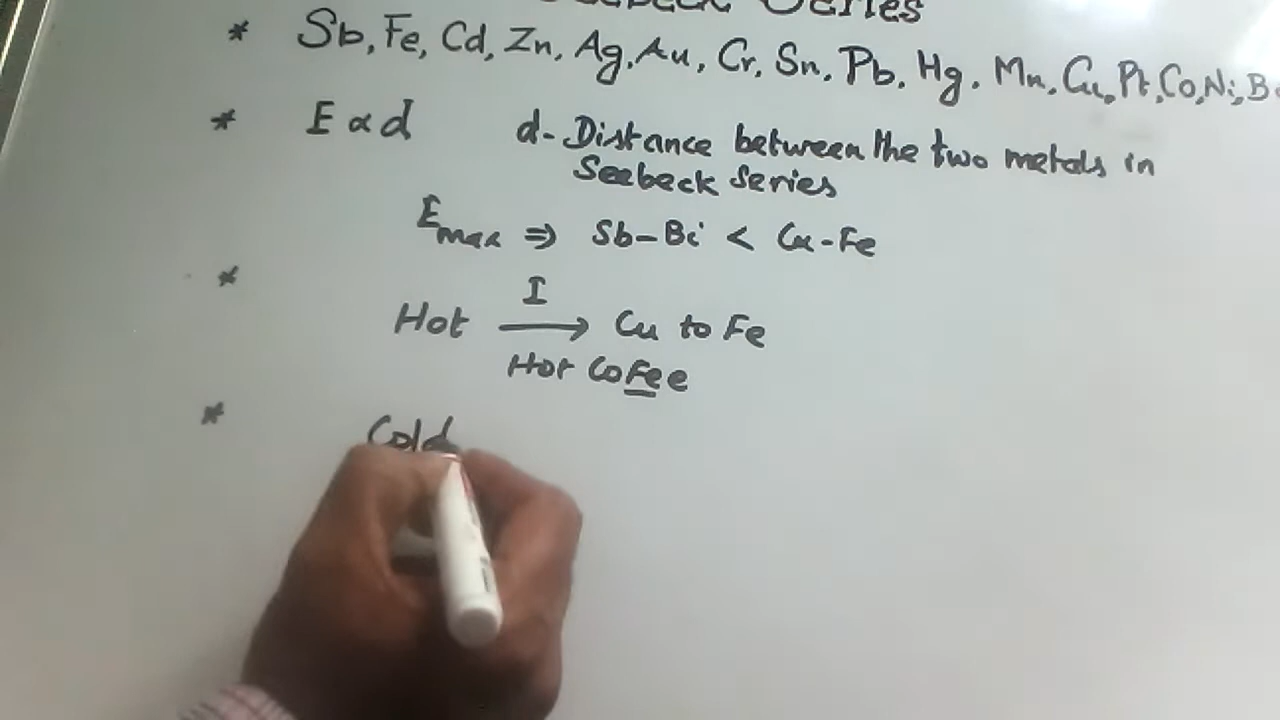 Seebeck Series
* Sb, Fe, Cd, Zn, Ag, Au, Cr, Sn, Pb, Hg, Mn, Cu, Pt, Co, Ni, B
* E ∝ d d - Distance between the two metals in
Seebeck series
Emax ⇒ Sb-Bi < Cu-Fe
* I
Hot ⟶ Cu to Fe
Hot CoFee
* Cold